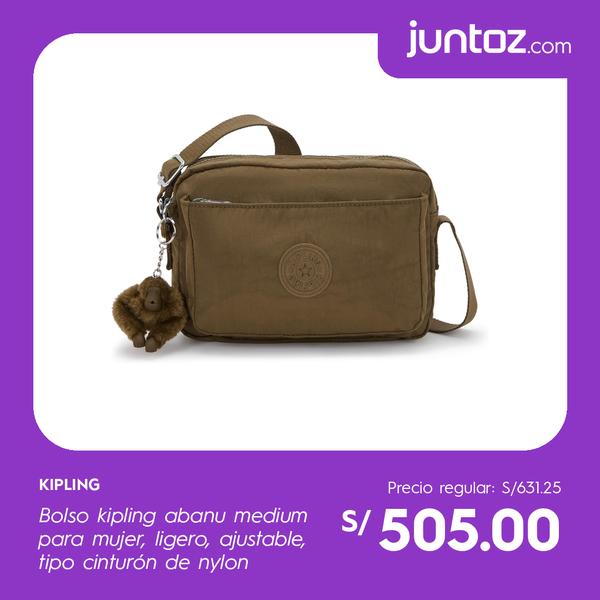 juntoz.com
KIPLING
Bolso kipling abanu medium
para mujer, ligero, ajustable,
tipo cinturón de nylon
Precio regular: S/631.25
S/ 505.00